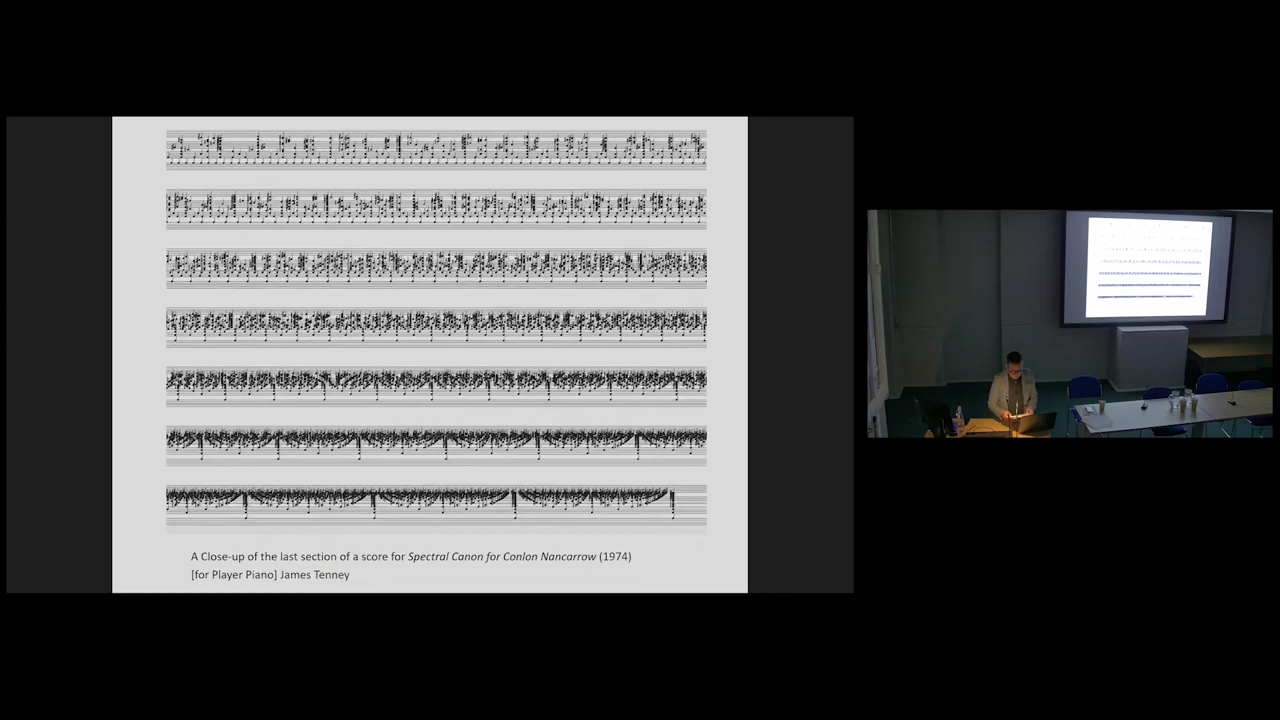 A Close-up of the last section of a score for Spectral Canon for Conlon Nancarrow (1974)
[for Player Piano] James Tenney